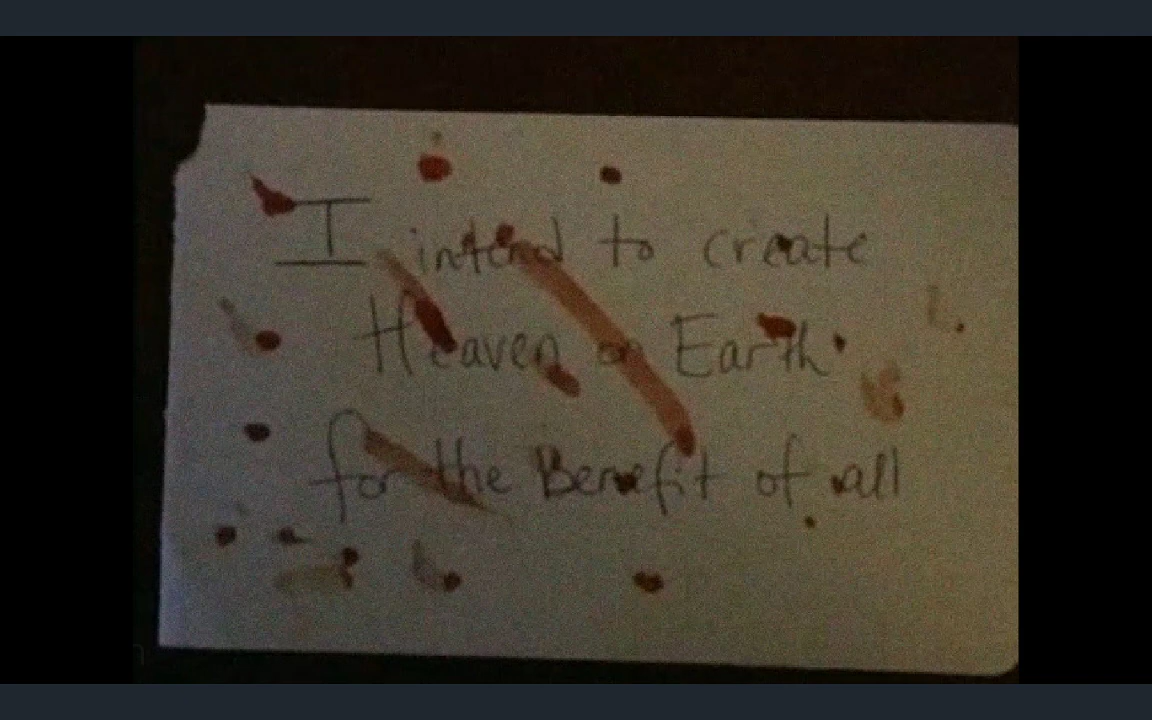 I intend to create
Heaven on Earth
for the Benefit of all